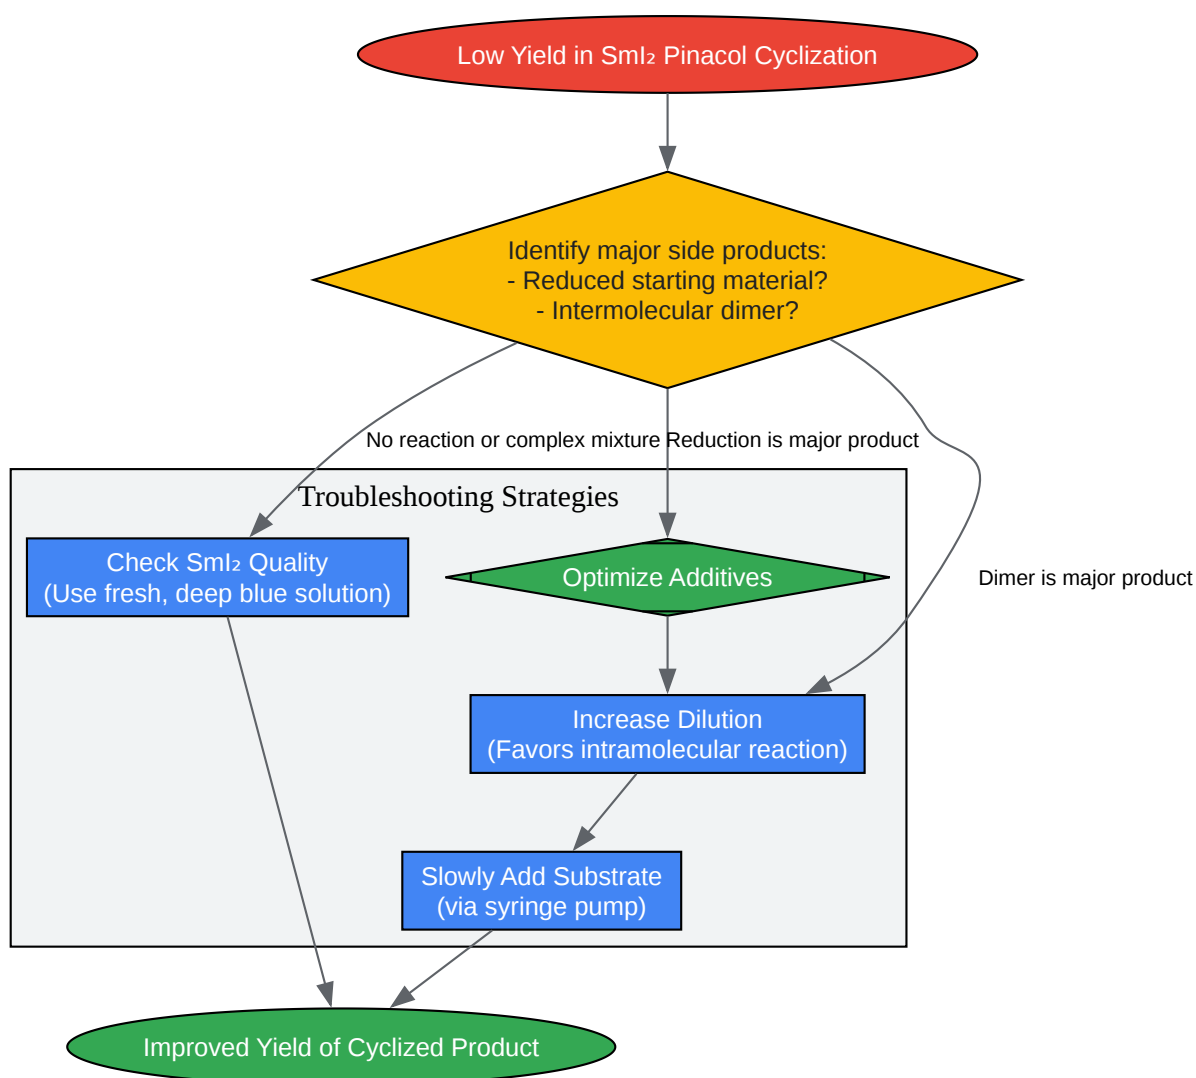 Low Yield in SmI₂ Pinacol Cyclization
Identify major side products:
- Reduced starting material?
- Intermolecular dimer?
No reaction or complex mixture
Reduction is major product
Troubleshooting Strategies
Check SmI₂ Quality
(Use fresh, deep blue solution)
Optimize Additives
Dimer is major product
Increase Dilution
(Favors intramolecular reaction)
Slowly Add Substrate
(via syringe pump)
Improved Yield of Cyclized Product